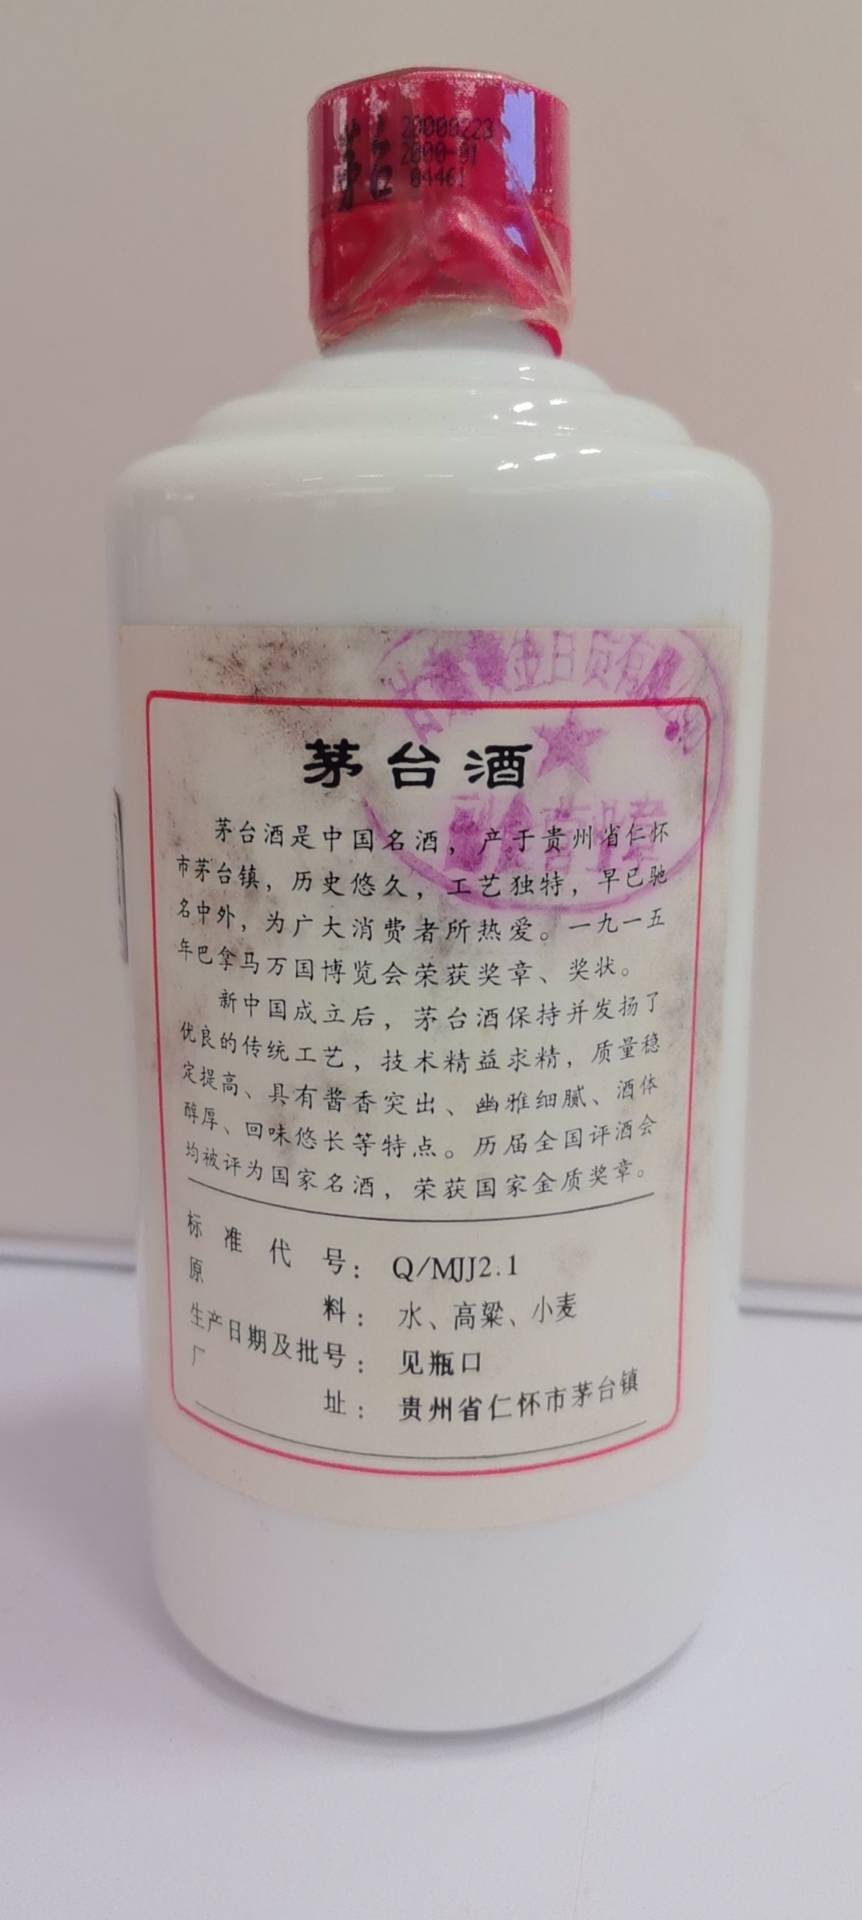 20000223
2000-01
04461
茅台酒
茅台酒是中国名酒，产于贵州省仁怀
市茅台镇，历史悠久，工艺独特，早已驰
名中外，为广大消费者所热爱。一九一五
年巴拿马万国博览会荣获奖章、奖状。
新中国成立后，茅台酒保持并发扬了
优良的传统工艺，技术精益求精，质量稳
定提高、具有酱香突出、幽雅细腻、酒体
醇厚、回味悠长等特点。历届全国评酒会
均被评为国家名酒，荣获国家金质奖章。
标准代号：Q/MJJ2.1
原料：水、高粱、小麦
生产日期及批号：见瓶口
厂址：贵州省仁怀市茅台镇